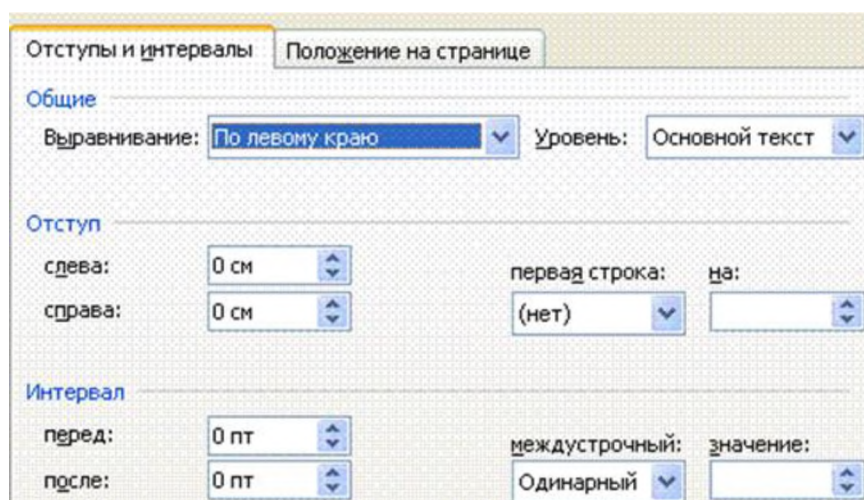 Отступы и интервалы Положение на странице
Общие
Выравнивание: По левому краю Уровень: Основной текст
Отступ
слева: 0 см первая строка: на:
справа: 0 см (нет)
Интервал
перед: 0 пт междустрочный: значение:
после: 0 пт Одинарный